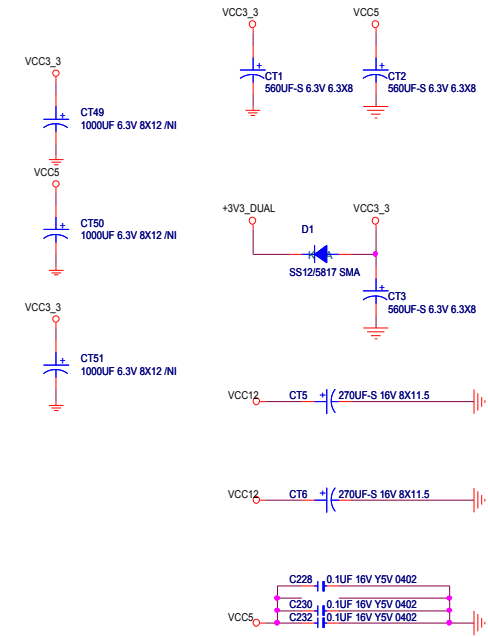 VCC3_3
VCC5
CT1
560UF-S 6.3V 6.3X8
CT2
560UF-S 6.3V 6.3X8
VCC3_3
CT49
1000UF 6.3V 8X12 /NI
VCC5
CT50
1000UF 6.3V 8X12 /NI
+3V3_DUAL
VCC3_3
D1
K A
SS12/5817 SMA
CT3
560UF-S 6.3V 6.3X8
VCC3_3
CT51
1000UF 6.3V 8X12 /NI
VCC12
CT5
270UF-S 16V 8X11.5
VCC12
CT6
270UF-S 16V 8X11.5
C228 0.1UF 16V Y5V 0402
C230 0.1UF 16V Y5V 0402
C232 0.1UF 16V Y5V 0402
VCC5